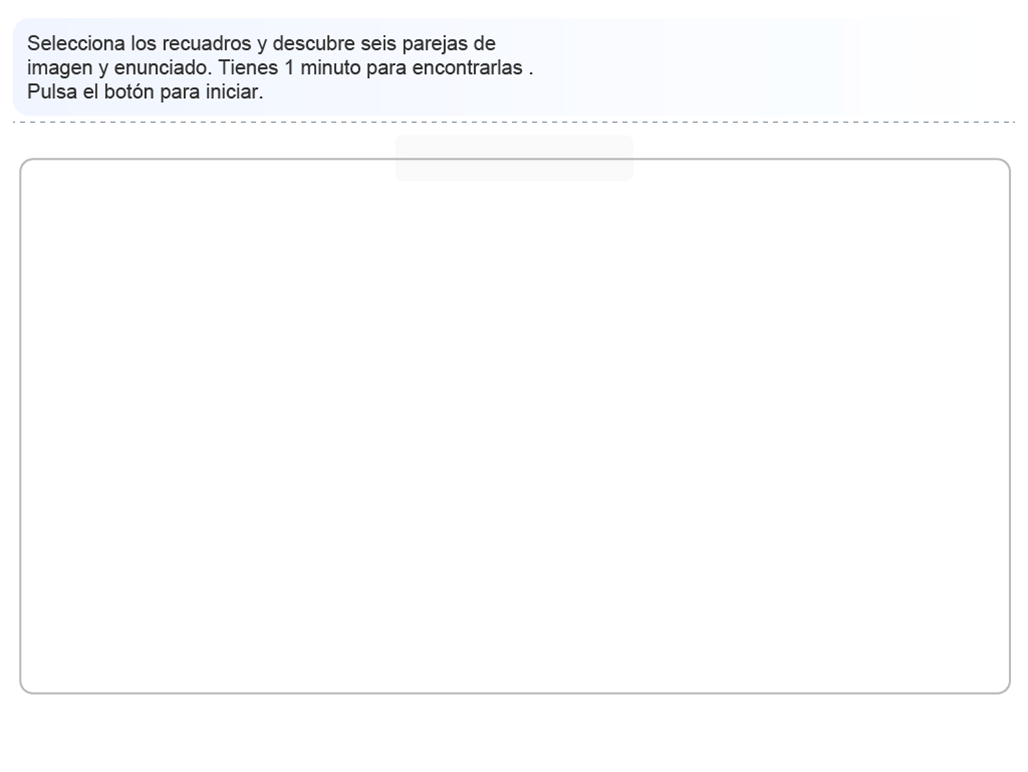 Selecciona los recuadros y descubre seis parejas de
imagen y enunciado. Tienes 1 minuto para encontrarlas .
Pulsa el botón para iniciar.